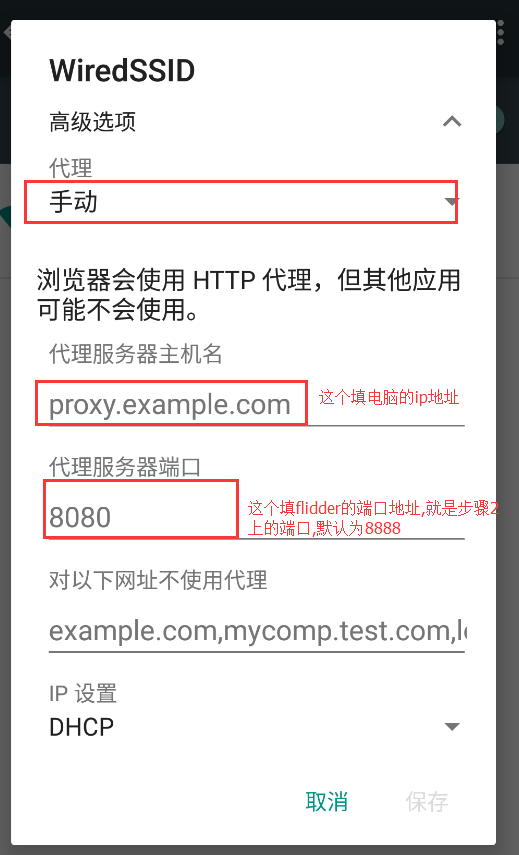 WiredSSID
高级选项
代理
手动
浏览器会使用 HTTP 代理，但其他应用
可能不会使用。
代理服务器主机名
proxy.example.com
这个填电脑的ip地址
代理服务器端口
8080
这个填flidder的端口地址,就是步骤2
上的端口,默认为8888
对以下网址不使用代理
example.com,mycomp.test.com,l
IP 设置
DHCP
取消
保存